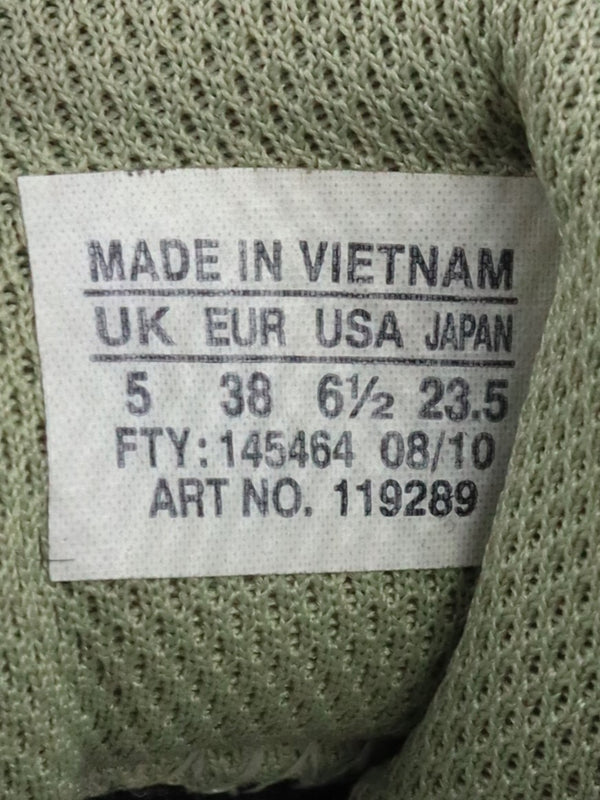 MADE IN VIETNAM
UK EUR USA JAPAN
5 38 6½ 23.5
FTY: 145464 08/10
ART NO. 119289